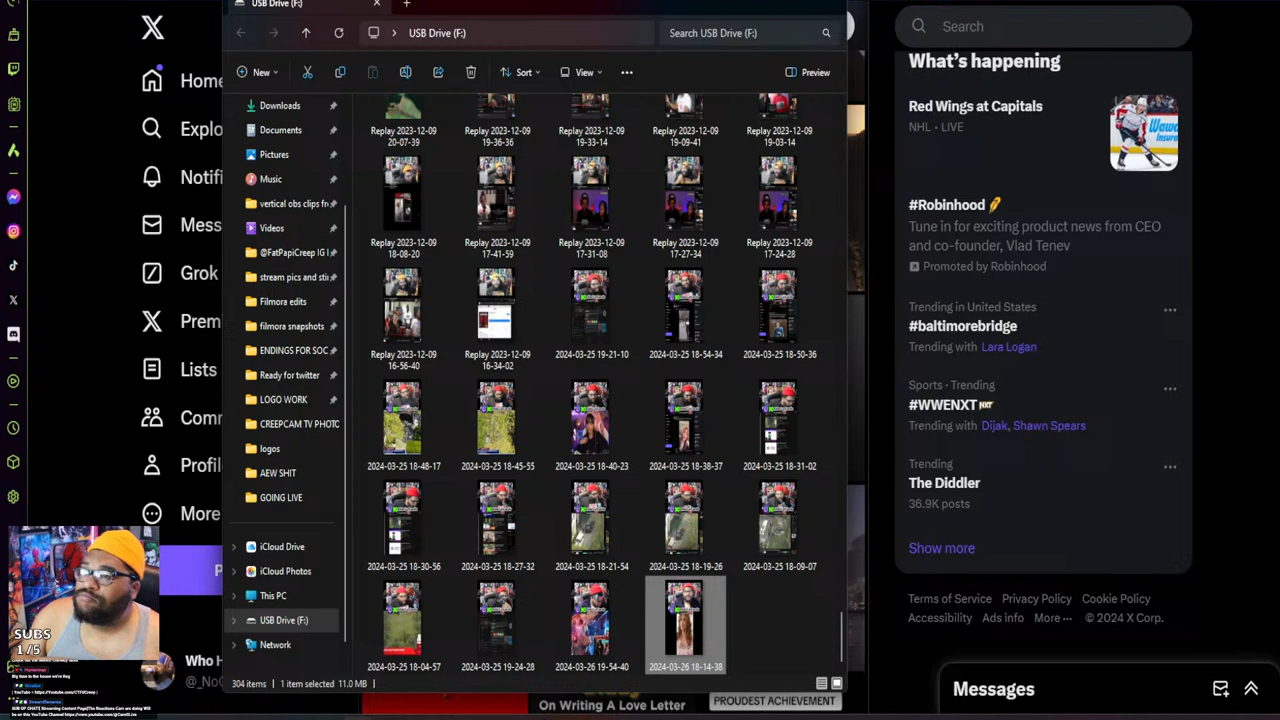 USB Drive (F:)
USB Drive (F:)
Search USB Drive (F:)
New
Sort
View
Preview
Home
Explo
Notifi
Mess
Grok
Prem
Lists
Comm
Profil
More
P
Who H
Downloads
Documents
Pictures
Music
vertical obs clips fr
Videos
@FatPapiCreep IG
stream pics and sti
Filmora edits
filmora snapshots
ENDINGS FOR SOC
Ready for twitter
LOGO WORK
CREEPCAM TV PHOTO
logos
AEW SHIT
GOING LIVE
iCloud Drive
iCloud Photos
This PC
USB Drive (F:)
Network
Replay 2023-12-09 20-07-39
Replay 2023-12-09 19-36-36
Replay 2023-12-09 19-33-14
Replay 2023-12-09 19-09-41
Replay 2023-12-09 19-03-14
Replay 2023-12-09 18-08-20
Replay 2023-12-09 17-41-59
Replay 2023-12-09 17-31-08
Replay 2023-12-09 17-27-34
Replay 2023-12-09 17-24-28
Replay 2023-12-09 16-56-40
Replay 2023-12-09 16-34-02
2024-03-25 19-21-10
2024-03-25 18-54-34
2024-03-25 18-50-36
2024-03-25 18-48-17
2024-03-25 18-45-55
2024-03-25 18-40-23
2024-03-25 18-38-37
2024-03-25 18-31-02
2024-03-25 18-30-56
2024-03-25 18-27-32
2024-03-25 18-21-54
2024-03-25 18-19-26
2024-03-25 18-09-07
2024-03-25 18-04-57
2024-03-26 19-24-28
2024-03-26 19-54-40
2024-03-26 18-14-38
304 items
1 item selected 11.0 MB
SUBS
1/5
On Writing A Love Letter
PROUDEST ACHIEVEMENT
Search
What's happening
Red Wings at Capitals
NHL · LIVE
#Robinhood
Tune in for exciting product news from CEO
and co-founder, Vlad Tenev
Promoted by Robinhood
Trending in United States
#baltimorebridge
Trending with Lara Logan
Sports · Trending
#WWENXT
Trending with Dijak, Shawn Spears
Trending
The Diddler
36.9K posts
Show more
Terms of Service Privacy Policy Cookie Policy
Accessibility Ads info More ··· © 2024 X Corp.
Messages